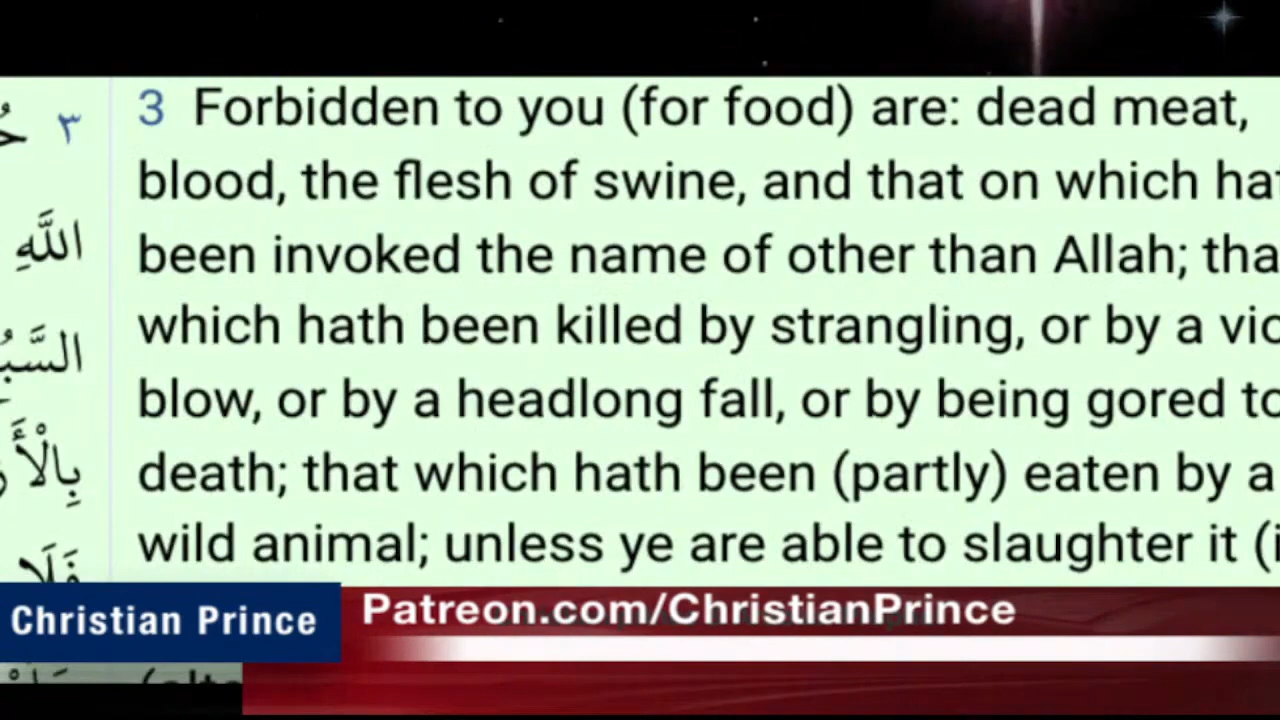 3 Forbidden to you (for food) are: dead meat,
blood, the flesh of swine, and that on which
been invoked the name of other than Allah;
which hath been killed by strangling, or by a
blow, or by a headlong fall, or by being gored to
death; that which hath been (partly) eaten by a
wild animal; unless ye are able to slaughter it
٣
اللَّهِ
Christian Prince
Patreon.com/ChristianPrince